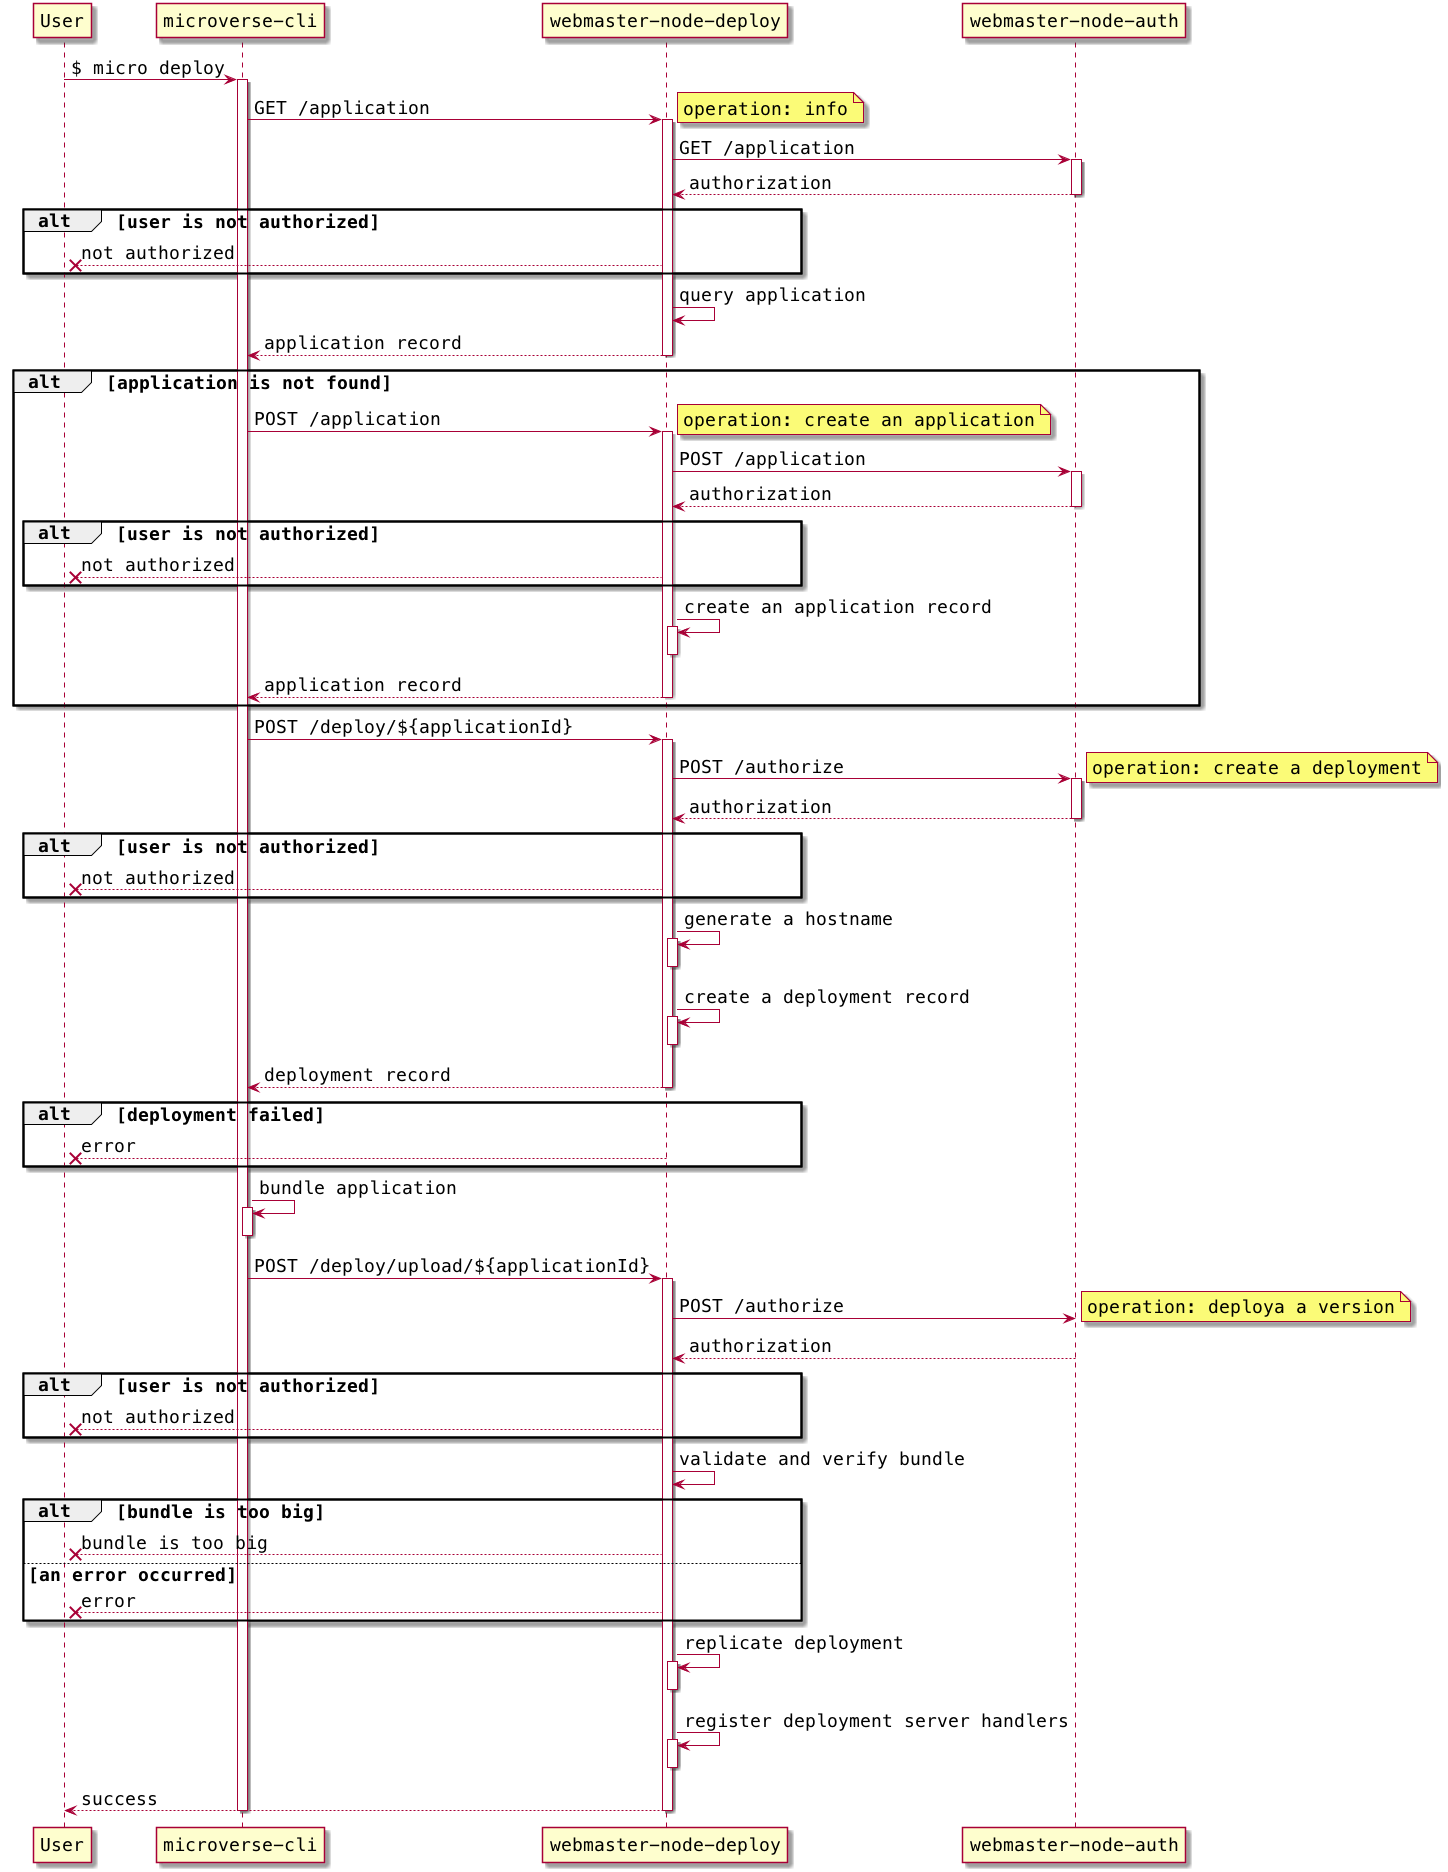 User
microverse-cli
webmaster-node-deploy
webmaster-node-auth
$ micro deploy
GET /application
operation: info
GET /application
authorization
alt [user is not authorized]
not authorized
query application
application record
alt [application is not found]
POST /application
operation: create an application
POST /application
authorization
alt [user is not authorized]
not authorized
create an application record
application record
POST /deploy/${applicationId}
POST /authorize
operation: create a deployment
authorization
alt [user is not authorized]
not authorized
generate a hostname
create a deployment record
deployment record
alt [deployment failed]
error
bundle application
POST /deploy/upload/${applicationId}
POST /authorize
operation: deploya a version
authorization
alt [user is not authorized]
not authorized
validate and verify bundle
alt [bundle is too big]
bundle is too big
[an error occurred]
error
replicate deployment
register deployment server handlers
success
User
microverse-cli
webmaster-node-deploy
webmaster-node-auth